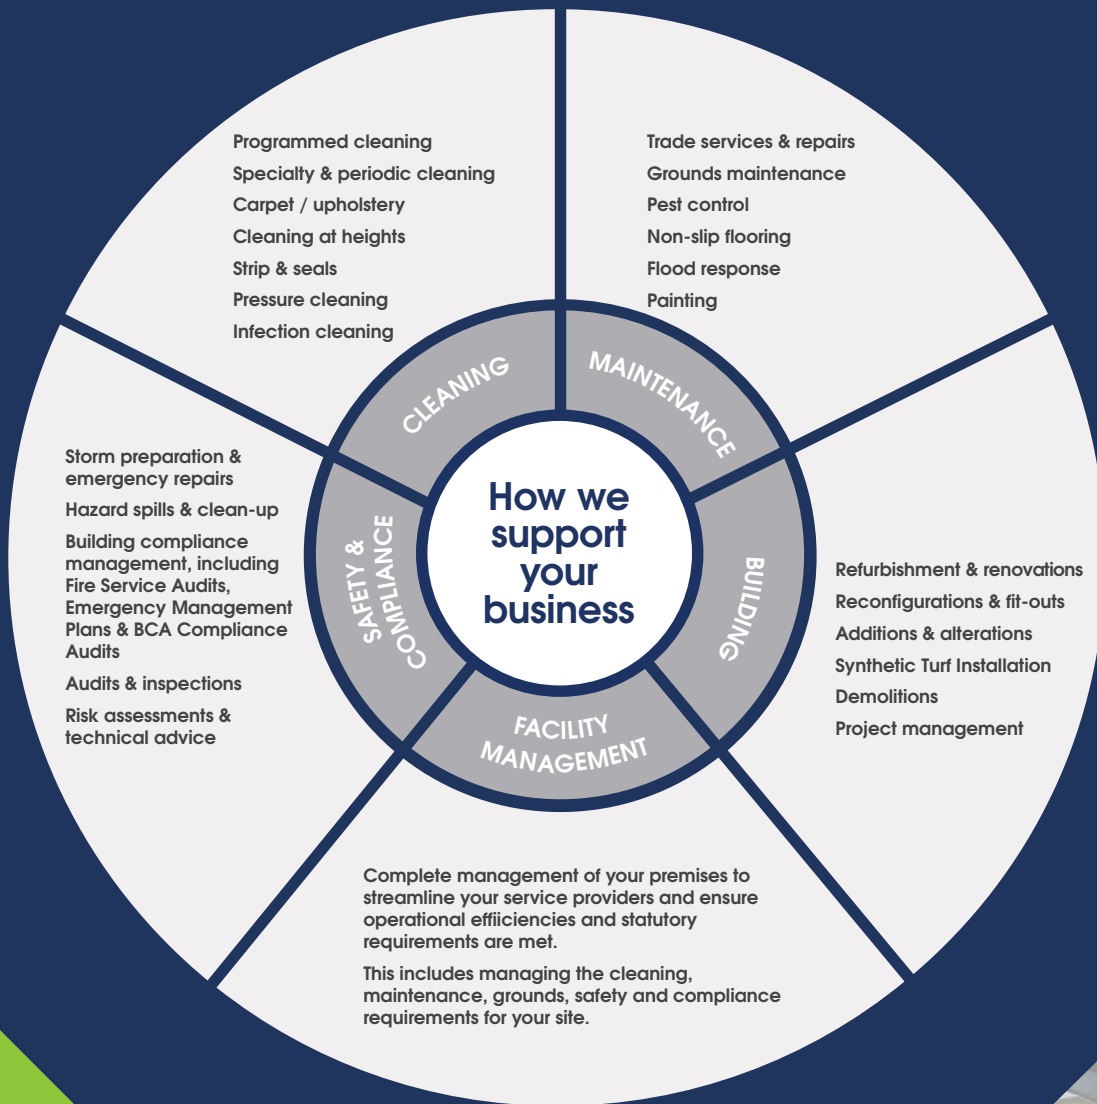 Programmed cleaning
Specialty & periodic cleaning
Carpet / upholstery
Cleaning at heights
Strip & seals
Pressure cleaning
Infection cleaning
Trade services & repairs
Grounds maintenance
Pest control
Non-slip flooring
Flood response
Painting
CLEANING
MAINTENANCE
How we
support
your
business
Storm preparation &
emergency repairs
Hazard spills & clean-up
Building compliance
management, including
Fire Service Audits,
Emergency Management
Plans & BCA Compliance
Audits
Audits & inspections
Risk assessments &
technical advice
SAFETY &
COMPLIANCE
BUILDING
Refurbishment & renovations
Reconfigurations & fit-outs
Additions & alterations
Synthetic Turf Installation
Demolitions
Project management
FACILITY
MANAGEMENT
Complete management of your premises to
streamline your service providers and ensure
operational effiiciencies and statutory
requirements are met.
This includes managing the cleaning,
maintenance, grounds, safety and compliance
requirements for your site.